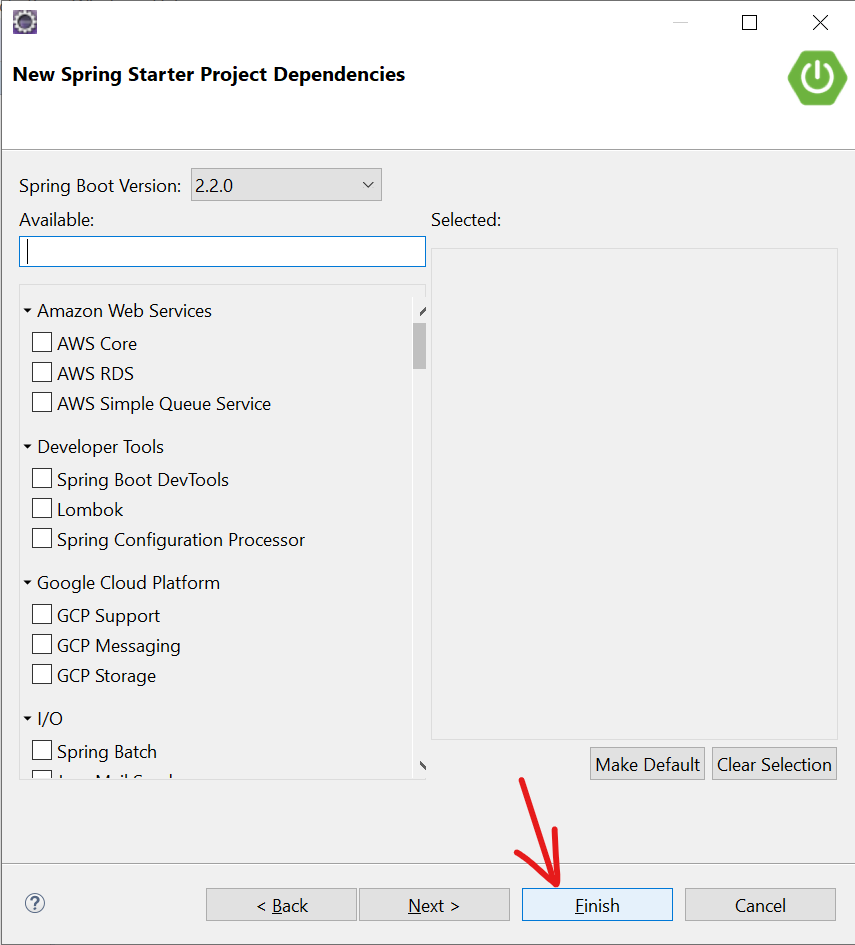 New Spring Starter Project Dependencies
Spring Boot Version: 2.2.0
Available:
Selected:
Amazon Web Services
AWS Core
AWS RDS
AWS Simple Queue Service
Developer Tools
Spring Boot DevTools
Lombok
Spring Configuration Processor
Google Cloud Platform
GCP Support
GCP Messaging
GCP Storage
I/O
Spring Batch
Make Default Clear Selection
? < Back Next > Finish Cancel